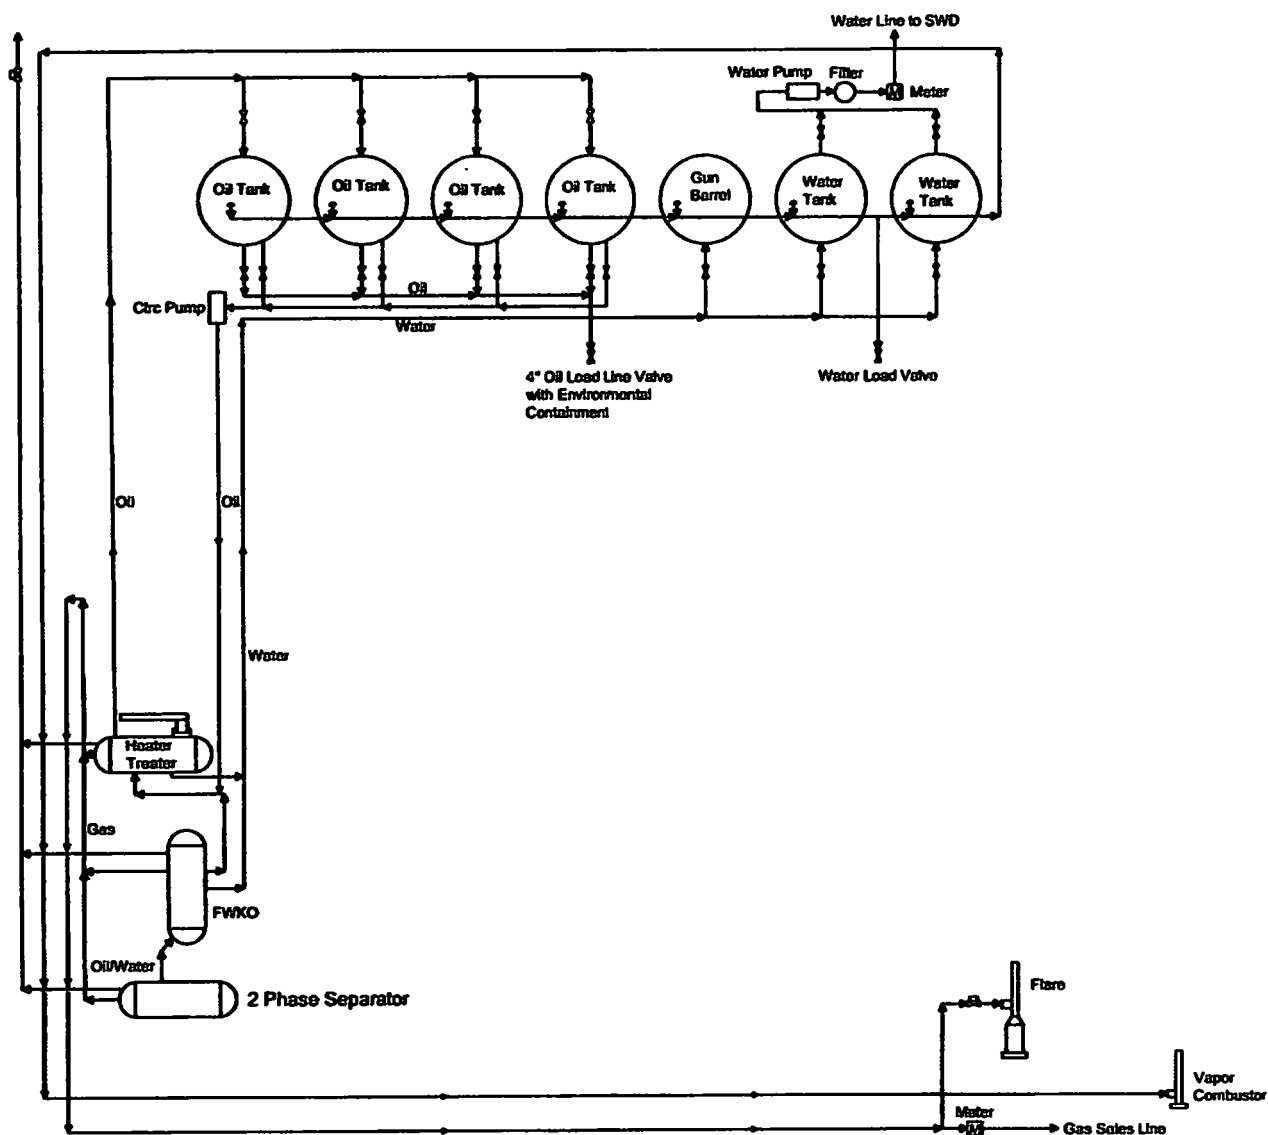 Water Line to SWD
Water Pump
Filter
Meter
Oil Tank
Oil Tank
Oil Tank
Oil Tank
Gun
Barrel
Water
Tank
Water
Tank
Oil
Circ Pump
Water
4" Oil Load Line Valve
with Environmental
Containment
Water Load Valve
Oil
Oil
Water
Heater
Treater
Gas
FWKO
Oil/Water
2 Phase Separator
Flare
Vapor
Combustor
Meter
M
Gas Sales Line